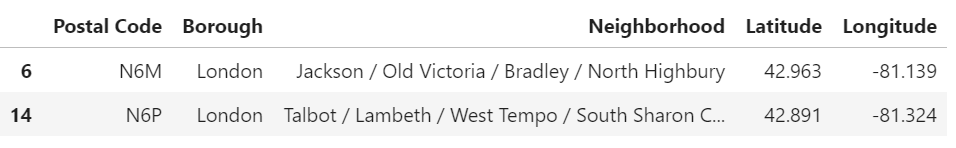 Postal Code Borough Neighborhood Latitude Longitude
6 N6M London Jackson / Old Victoria / Bradley / North Highbury 42.963 -81.139
14 N6P London Talbot / Lambeth / West Tempo / South Sharon C... 42.891 -81.324